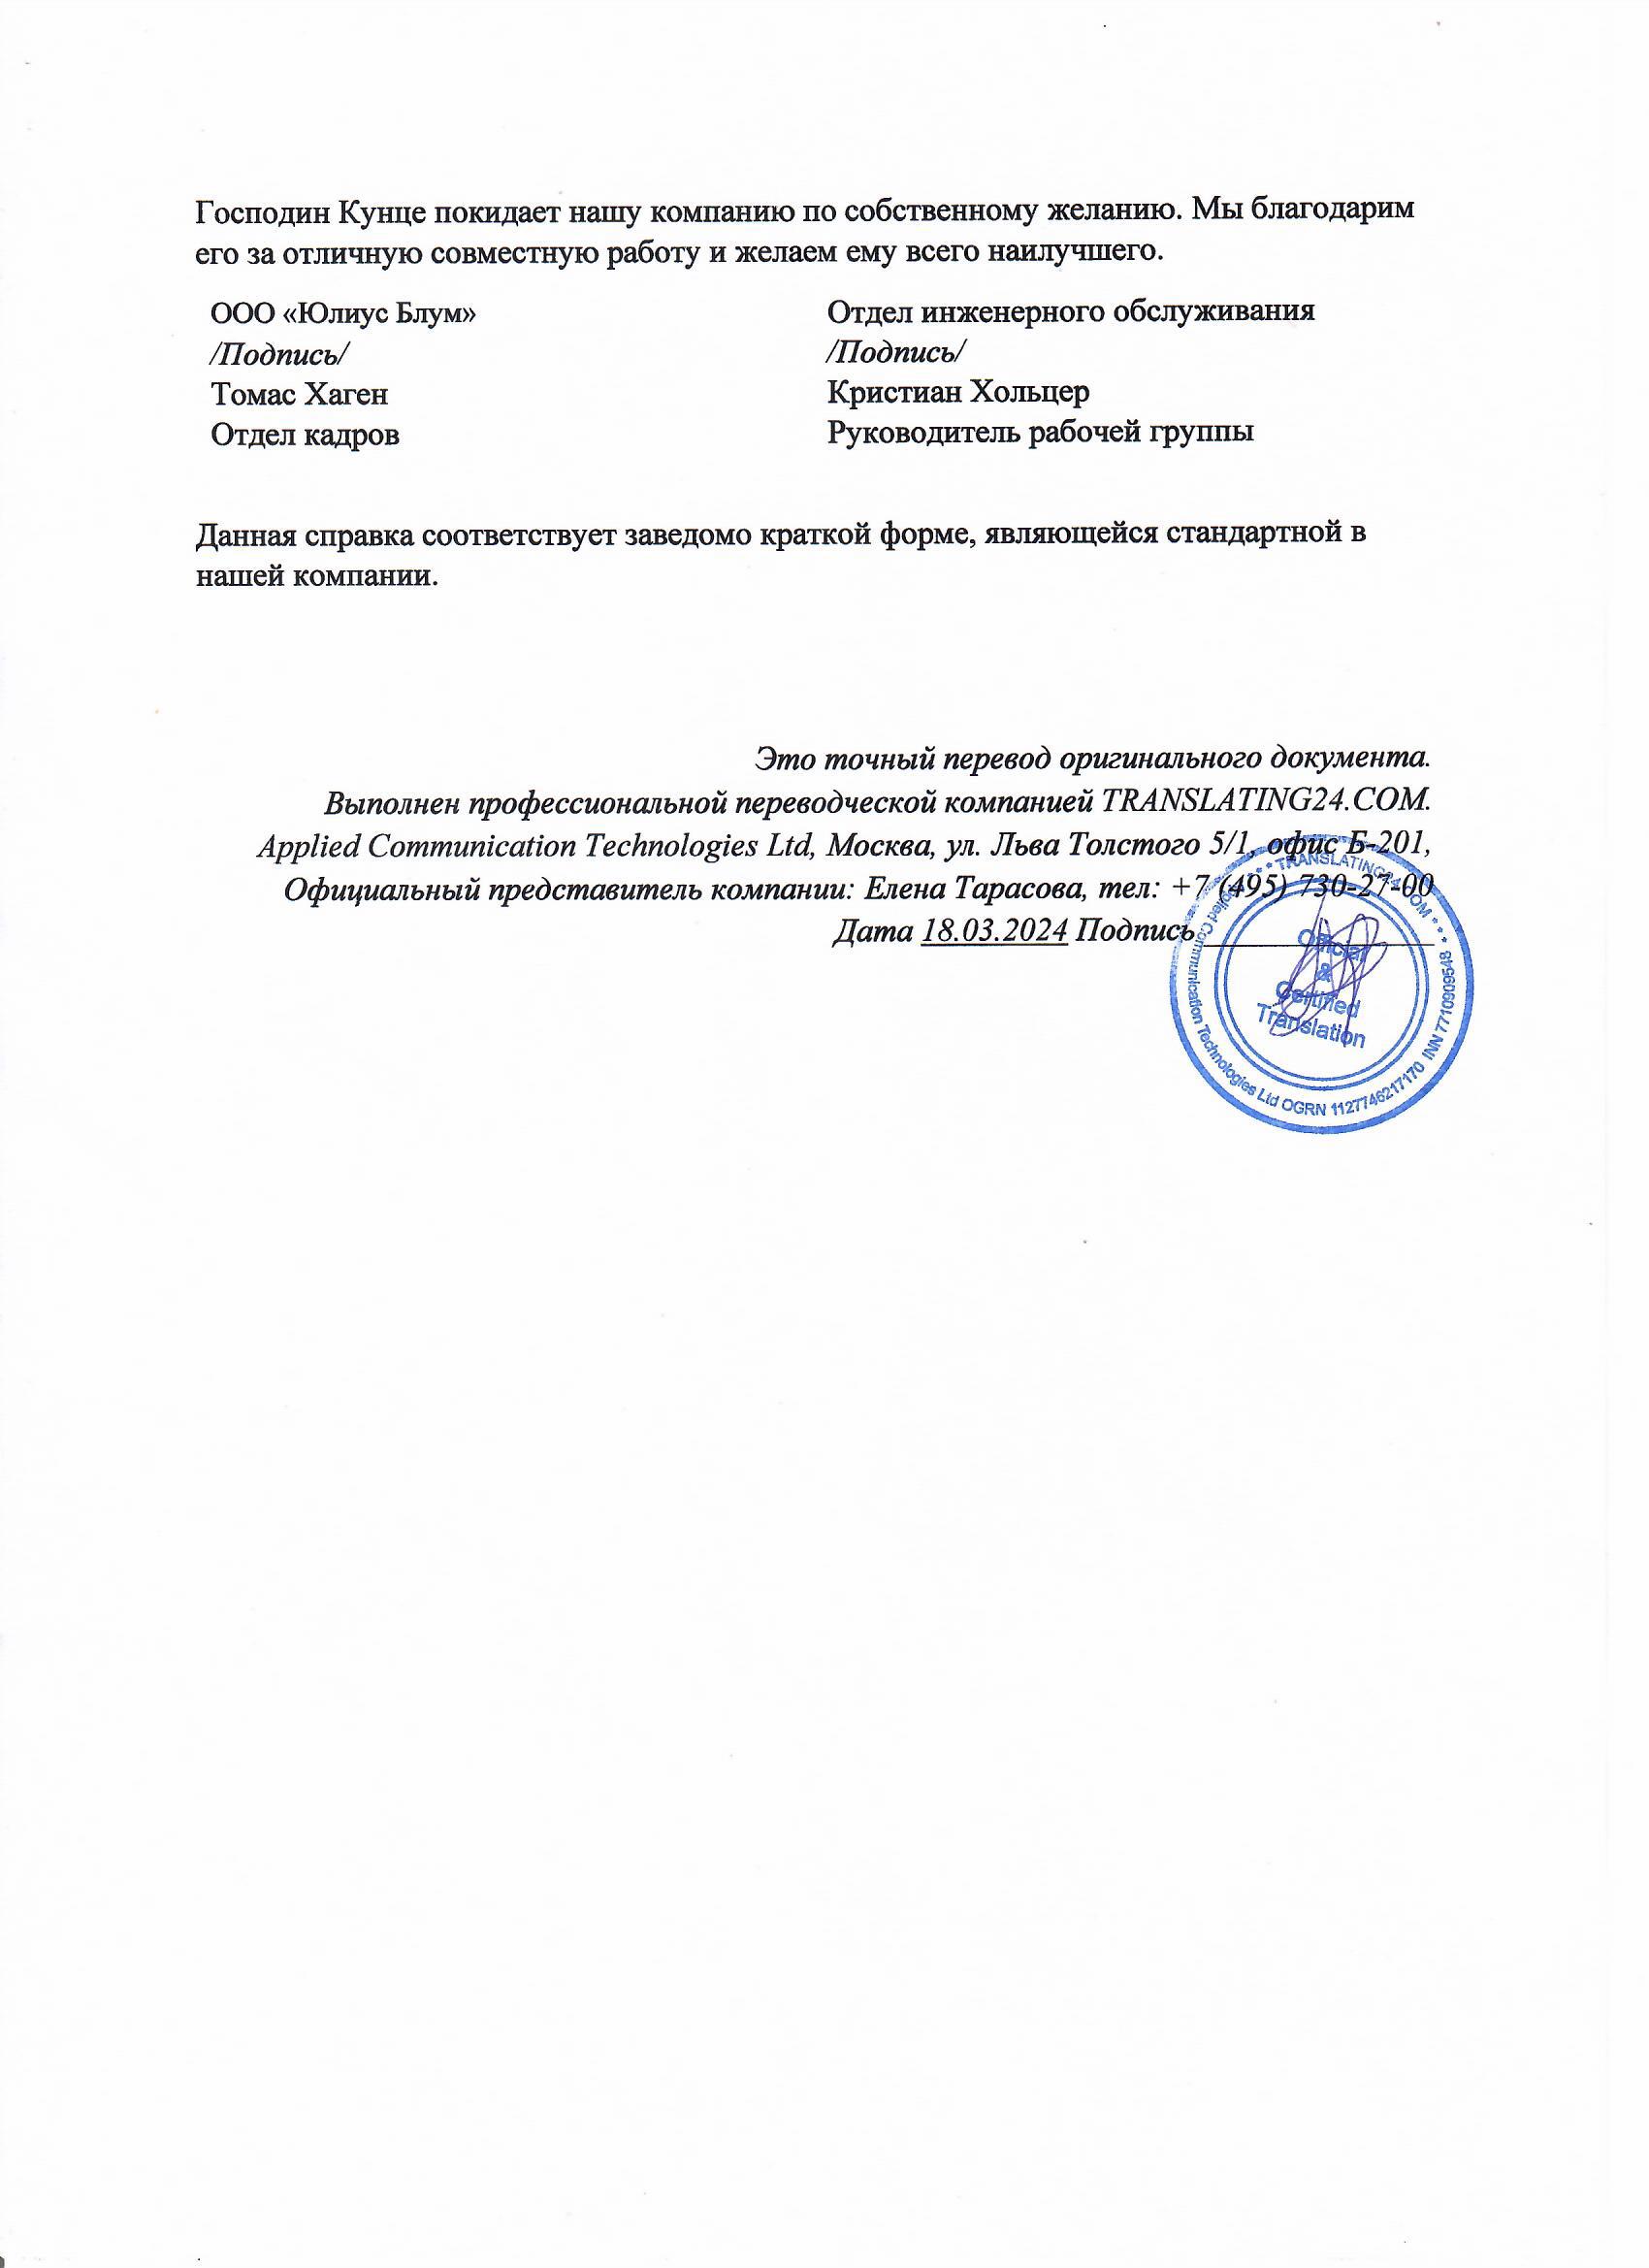 Господин Кунце покидает нашу компанию по собственному желанию. Мы благодарим
его за отличную совместную работу и желаем ему всего наилучшего.
ООО «Юлиус Блум»
/Подпись/
Томас Хаген
Отдел кадров
Отдел инженерного обслуживания
/Подпись/
Кристиан Хольцер
Руководитель рабочей группы
Данная справка соответствует заведомо краткой форме, являющейся стандартной в
нашей компании.
Это точный перевод оригинального документа.
Выполнен профессиональной переводческой компанией TRANSLATING24.COM.
Applied Communication Technologies Ltd, Москва, ул. Льва Толстого 5/1, офис Б-201,
Официальный представитель компании: Елена Тарасова, тел: +7 (495) 730-27-00
Дата 18.03.2024 Подпись
* * * TRANSLATING24.COM * * *
Applied Communication Technologies Ltd OGRN 1127746217170 INN 7710909548
Official
&
Certified
Translation